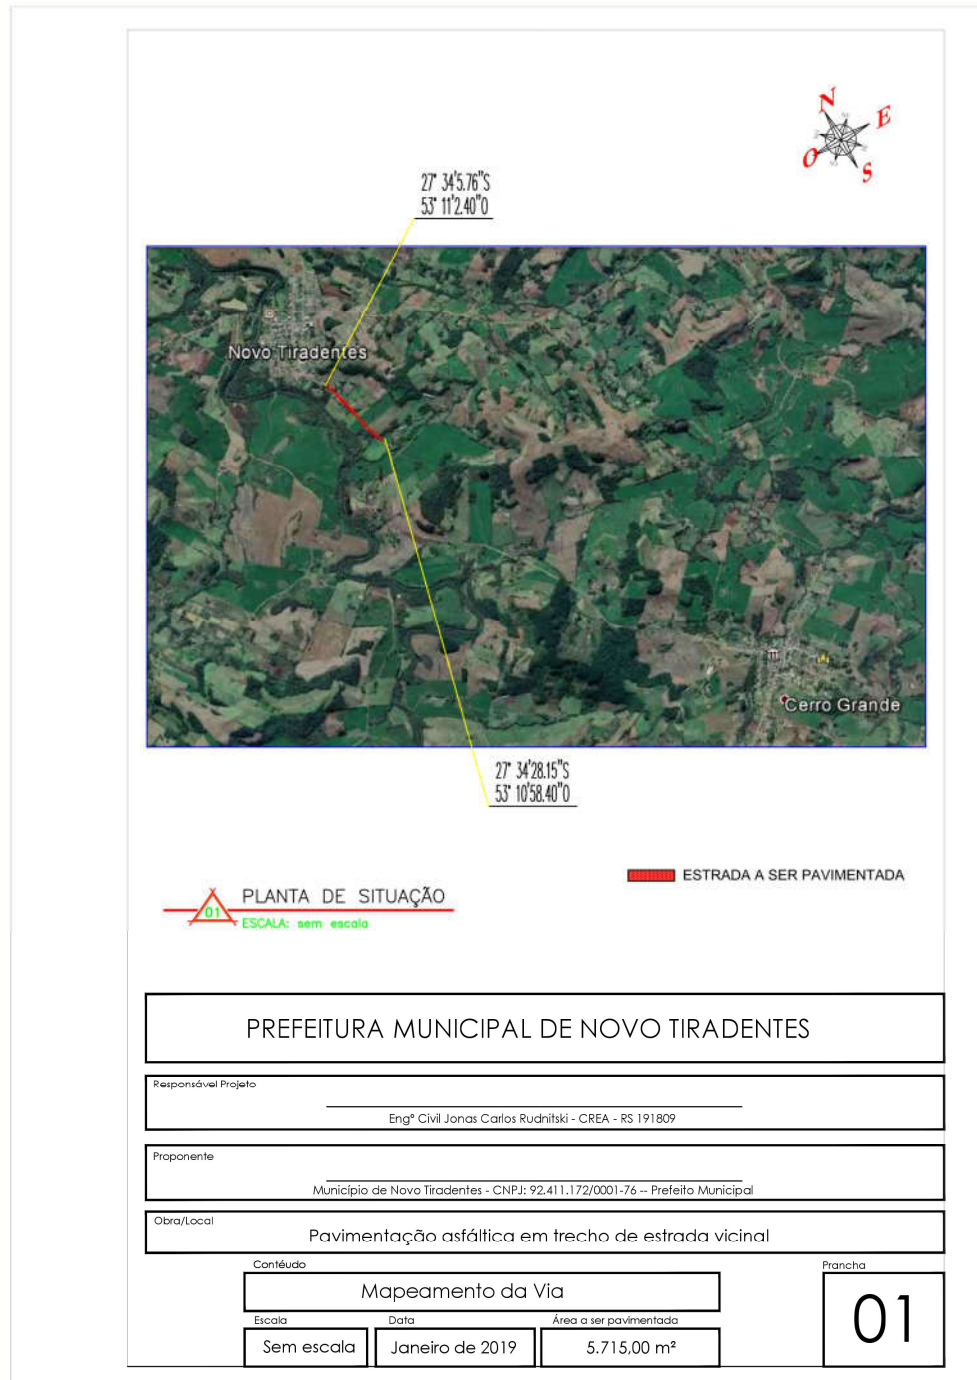 N
E
O
S
27° 34'5.76"S
53° 11'2.40"O
Novo Tiradentes
Cerro Grande
27° 34'28.15"S
53° 10'58.40"O
ESTRADA A SER PAVIMENTADA
01
PLANTA DE SITUAÇÃO
ESCALA: sem escala
PREFEITURA MUNICIPAL DE NOVO TIRADENTES
Responsável Projeto
Engº Civil Jonas Carlos Rudnitski - CREA - RS 191809
Proponente
Município de Novo Tiradentes - CNPJ: 92.411.172/0001-76 -- Prefeito Municipal
Obra/Local
Pavimentação asfáltica em trecho de estrada vicinal
Contéudo
Mapeamento da Via
Prancha
01
Escala
Data
Área a ser pavimentada
Sem escala
Janeiro de 2019
5.715,00 m²